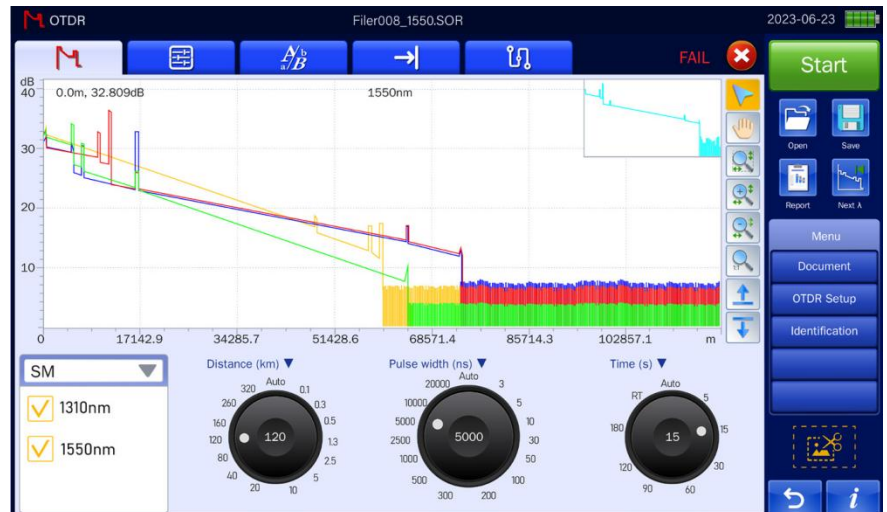 OTDR
Filer008_1550.SOR
2023-06-23
A/B
a/b
FAIL
Start
dB
40
30
20
10
0.0m, 32.809dB
1550nm
0 17142.9 34285.7 51428.6 68571.4 85714.3 102857.1 m
1:1
Open
Save
Report
Next λ
Menu
Document
OTDR Setup
Identification
SM
1310nm
1550nm
Distance (km)
Auto
0.1
0.3
0.5
1.3
2.5
5
10
20
40
80
120
160
260
320
120
Pulse width (ns)
Auto
3
5
10
30
50
100
200
300
500
1000
2500
5000
10000
20000
5000
Time (s)
Auto
5
15
30
60
90
120
180
RT
15
i